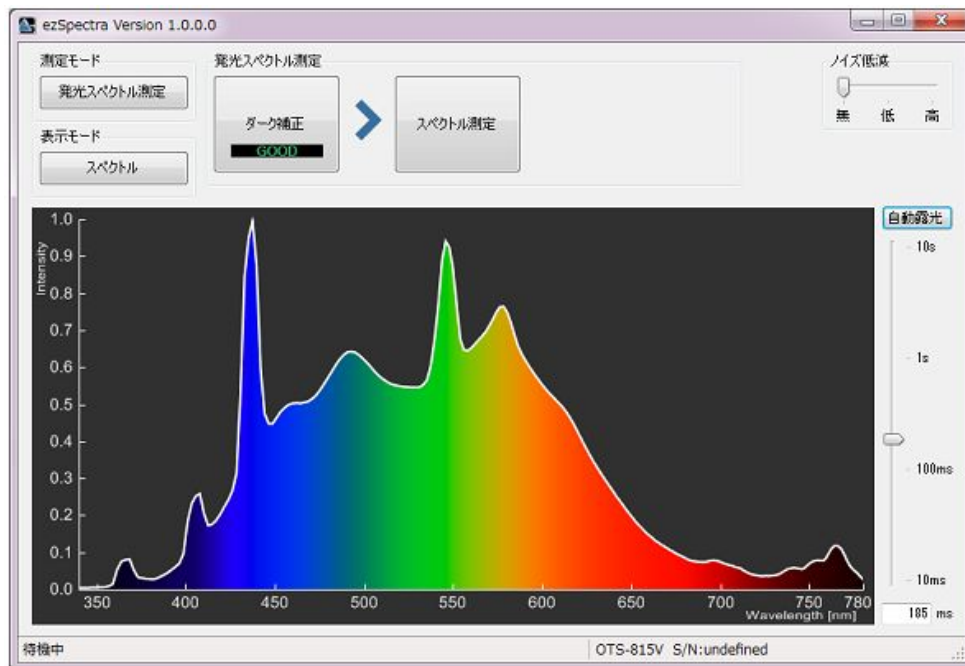 ezSpectra Version 1.0.0.0
測定モード
発光スペクトル測定
表示モード
スペクトル
発光スペクトル測定
ダーク補正
GOOD
スペクトル測定
ノイズ低減
無 低 高
自動露光
10s
1s
100ms
10ms
185 ms
Intensity
1.0
0.9
0.8
0.7
0.6
0.5
0.4
0.3
0.2
0.1
0.0
350 400 450 500 550 600 650 700 750 780
Wavelength [nm]
待機中
OTS-815V S/N:undefined